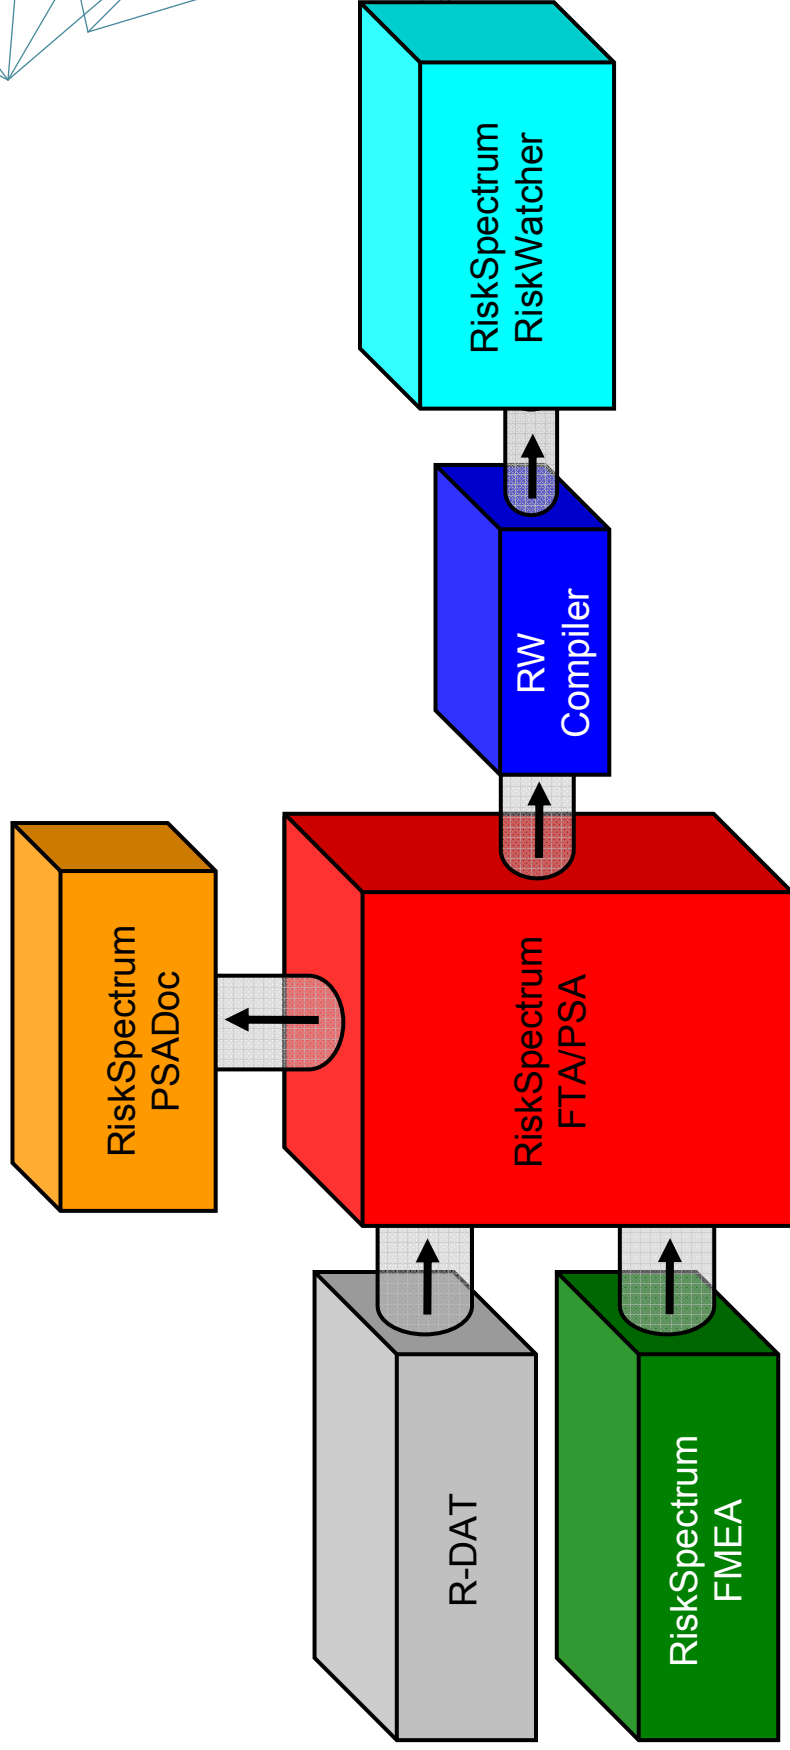 RiskSpectrum
PSADoc
R-DAT
RiskSpectrum
FTA/PSA
RW
Compiler
RiskSpectrum
RiskWatcher
RiskSpectrum
FMEA